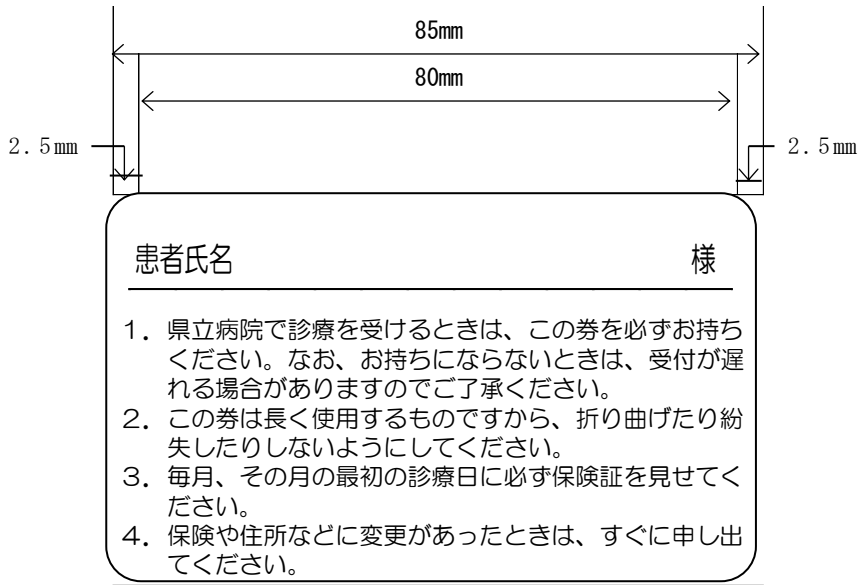 85mm
80mm
2.5mm
2.5mm
患者氏名 様
1．県立病院で診療を受けるときは、この券を必ずお持ち
ください。なお、お持ちにならないときは、受付が遅
れる場合がありますのでご了承ください。
2．この券は長く使用するものですから、折り曲げたり紛
失したりしないようにしてください。
3．毎月、その月の最初の診療日に必ず保険証を見せてく
ださい。
4．保険や住所などに変更があったときは、すぐに申し出
てください。